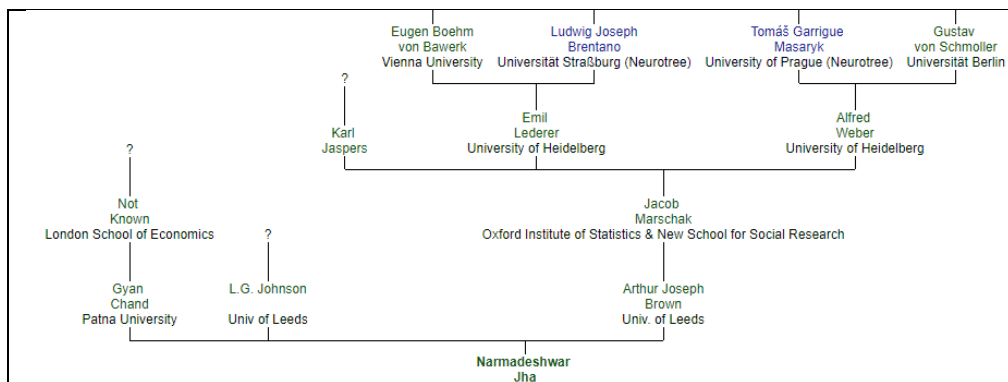 Eugen Boehm
von Bawerk
Vienna University
Ludwig Joseph
Brentano
Universität Straßburg (Neurotree)
Tomáš Garrigue
Masaryk
University of Prague (Neurotree)
Gustav
von Schmoller
Universität Berlin
?
Karl
Jaspers
Emil
Lederer
University of Heidelberg
Alfred
Weber
University of Heidelberg
?
Not
Known
London School of Economics
?
Jacob
Marschak
Oxford Institute of Statistics & New School for Social Research
Gyan
Chand
Patna University
L.G. Johnson
Univ of Leeds
Arthur Joseph
Brown
Univ. of Leeds
Narmadeshwar
Jha